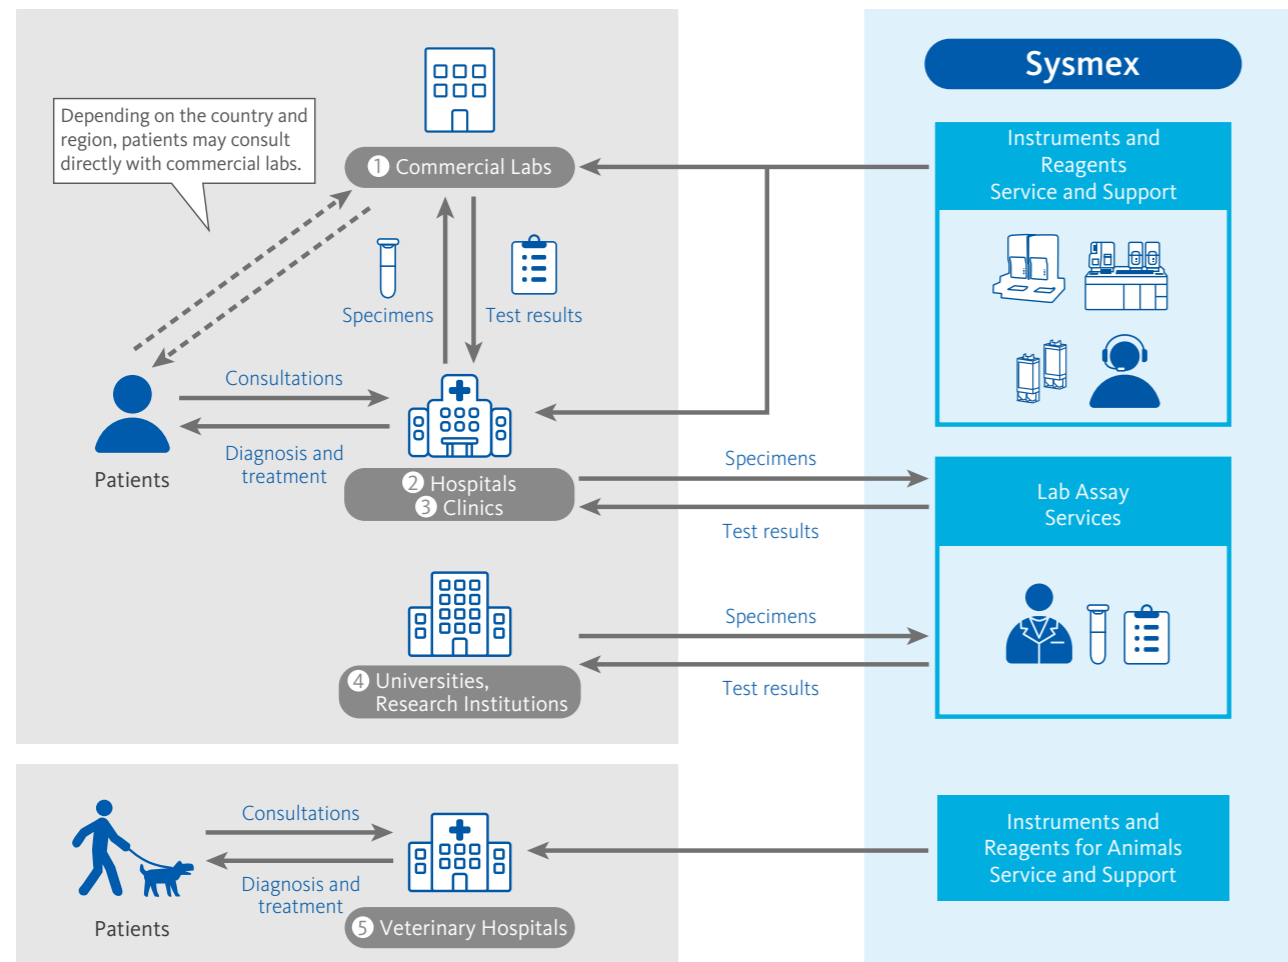 Sysmex
Depending on the country and
region, patients may consult
directly with commercial labs.
1 Commercial Labs
Instruments and
Reagents
Service and Support
Specimens
Test results
Consultations
Diagnosis and
treatment
Patients
2 Hospitals
3 Clinics
Specimens
Test results
Lab Assay
Services
4 Universities,
Research Institutions
Specimens
Test results
Consultations
Diagnosis and
treatment
Patients
5 Veterinary Hospitals
Instruments and
Reagents for Animals
Service and Support